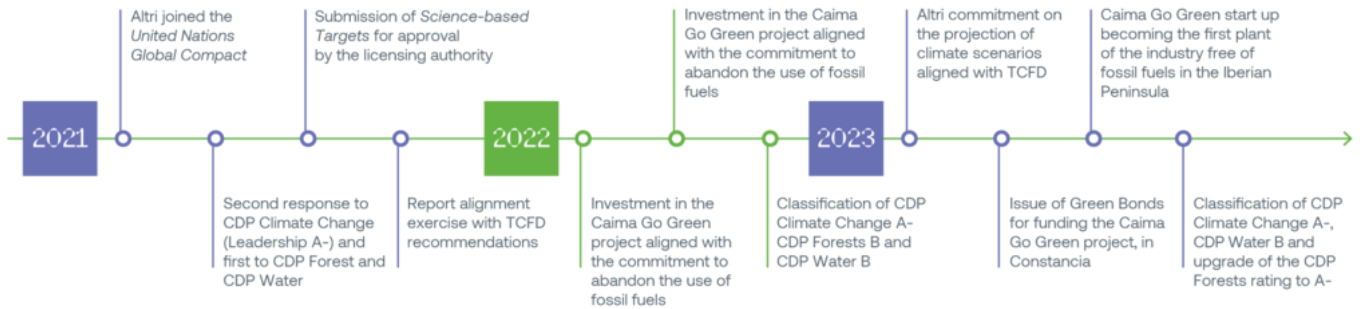 2021
Altri joined the
United Nations
Global Compact
Second response to
CDP Climate Change
(Leadership A-) and
first to CDP Forest and
CDP Water
Submission of Science-based
Targets for approval
by the licensing authority
Report alignment
exercise with TCFD
recommendations
2022
Investment in the
Caima Go Green
project aligned with
the commitment to
abandon the use of
fossil fuels
Investment in the Caima
Go Green project aligned
with the commitment to
abandon the use of fossil
fuels
Classification of CDP
Climate Change A-
CDP Forests B and
CDP Water B
2023
Altri commitment on
the projection of
climate scenarios
aligned with TCFD
Issue of Green Bonds
for funding the Caima
Go Green project, in
Constancia
Caima Go Green start up
becoming the first plant
of the industry free of
fossil fuels in the Iberian
Peninsula
Classification of CDP
Climate Change A-,
CDP Water B and
upgrade of the CDP
Forests rating to A-